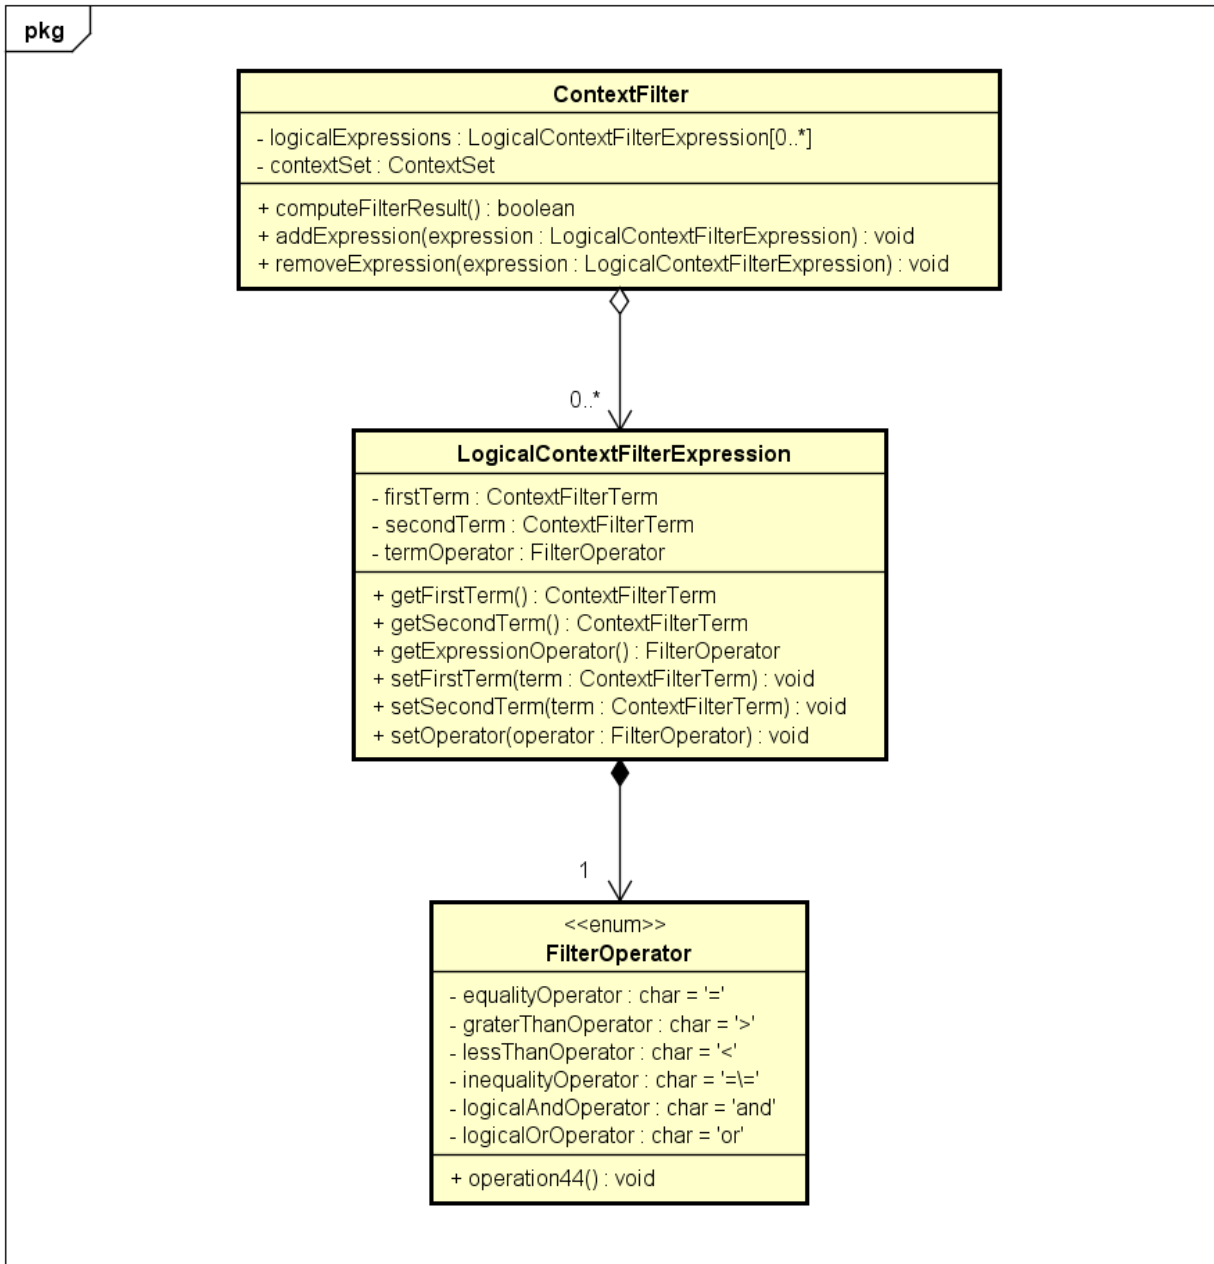 pkg
ContextFilter
- logicalExpressions : LogicalContextFilterExpression[0..*]
- contextSet : ContextSet
+ computeFilterResult() : boolean
+ addExpression(expression : LogicalContextFilterExpression) : void
+ removeExpression(expression : LogicalContextFilterExpression) : void
0..*
LogicalContextFilterExpression
- firstTerm : ContextFilterTerm
- secondTerm : ContextFilterTerm
- termOperator : FilterOperator
+ getFirstTerm() : ContextFilterTerm
+ getSecondTerm() : ContextFilterTerm
+ getExpressionOperator() : FilterOperator
+ setFirstTerm(term : ContextFilterTerm) : void
+ setSecondTerm(term : ContextFilterTerm) : void
+ setOperator(operator : FilterOperator) : void
1
<<enum>>
FilterOperator
- equalityOperator : char = '='
- graterThanOperator : char = '>'
- lessThanOperator : char = '<'
- inequalityOperator : char = '=\='
- logicalAndOperator : char = 'and'
- logicalOrOperator : char = 'or'
+ operation44() : void